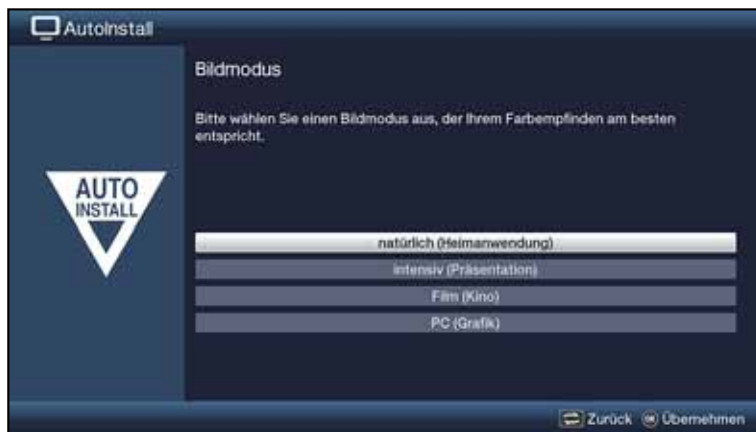 AutoInstall
Bildmodus
Bitte wählen Sie einen Bildmodus aus, der Ihrem Farbempfinden am besten
entspricht.
AUTO
INSTALL
natürlich (Heimanwendung)
intensiv (Präsentation)
Film (Kino)
PC (Grafik)
Zurück OK Übernehmen